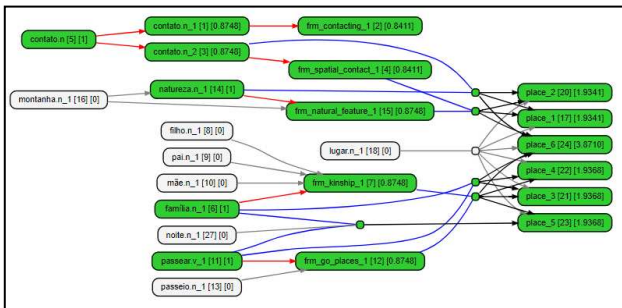 contato.n_1 [1] [0.8748]
frm_contacting_1 [2] [0.8411]
contato.n [5] [1]
contato.n_2 [3] [0.8748]
frm_spatial_contact_1 [4] [0.8411]
natureza.n_1 [14] [1]
place_2 [20] [1.9341]
montanha.n_1 [16] [0]
frm_natural_feature_1 [15] [0.8748]
place_1 [17] [1.9341]
filho.n_1 [8] [0]
place_6 [24] [3.8710]
pai.n_1 [9] [0]
lugar.n_1 [18] [0]
place_4 [22] [1.9368]
mãe.n_1 [10] [0]
frm_kinship_1 [7] [0.8748]
place_3 [21] [1.9368]
família.n_1 [6] [1]
place_5 [23] [1.9368]
noite.n_1 [27] [0]
passear.v_1 [11] [1]
frm_go_places_1 [12] [0.8748]
passeio.n_1 [13] [0]